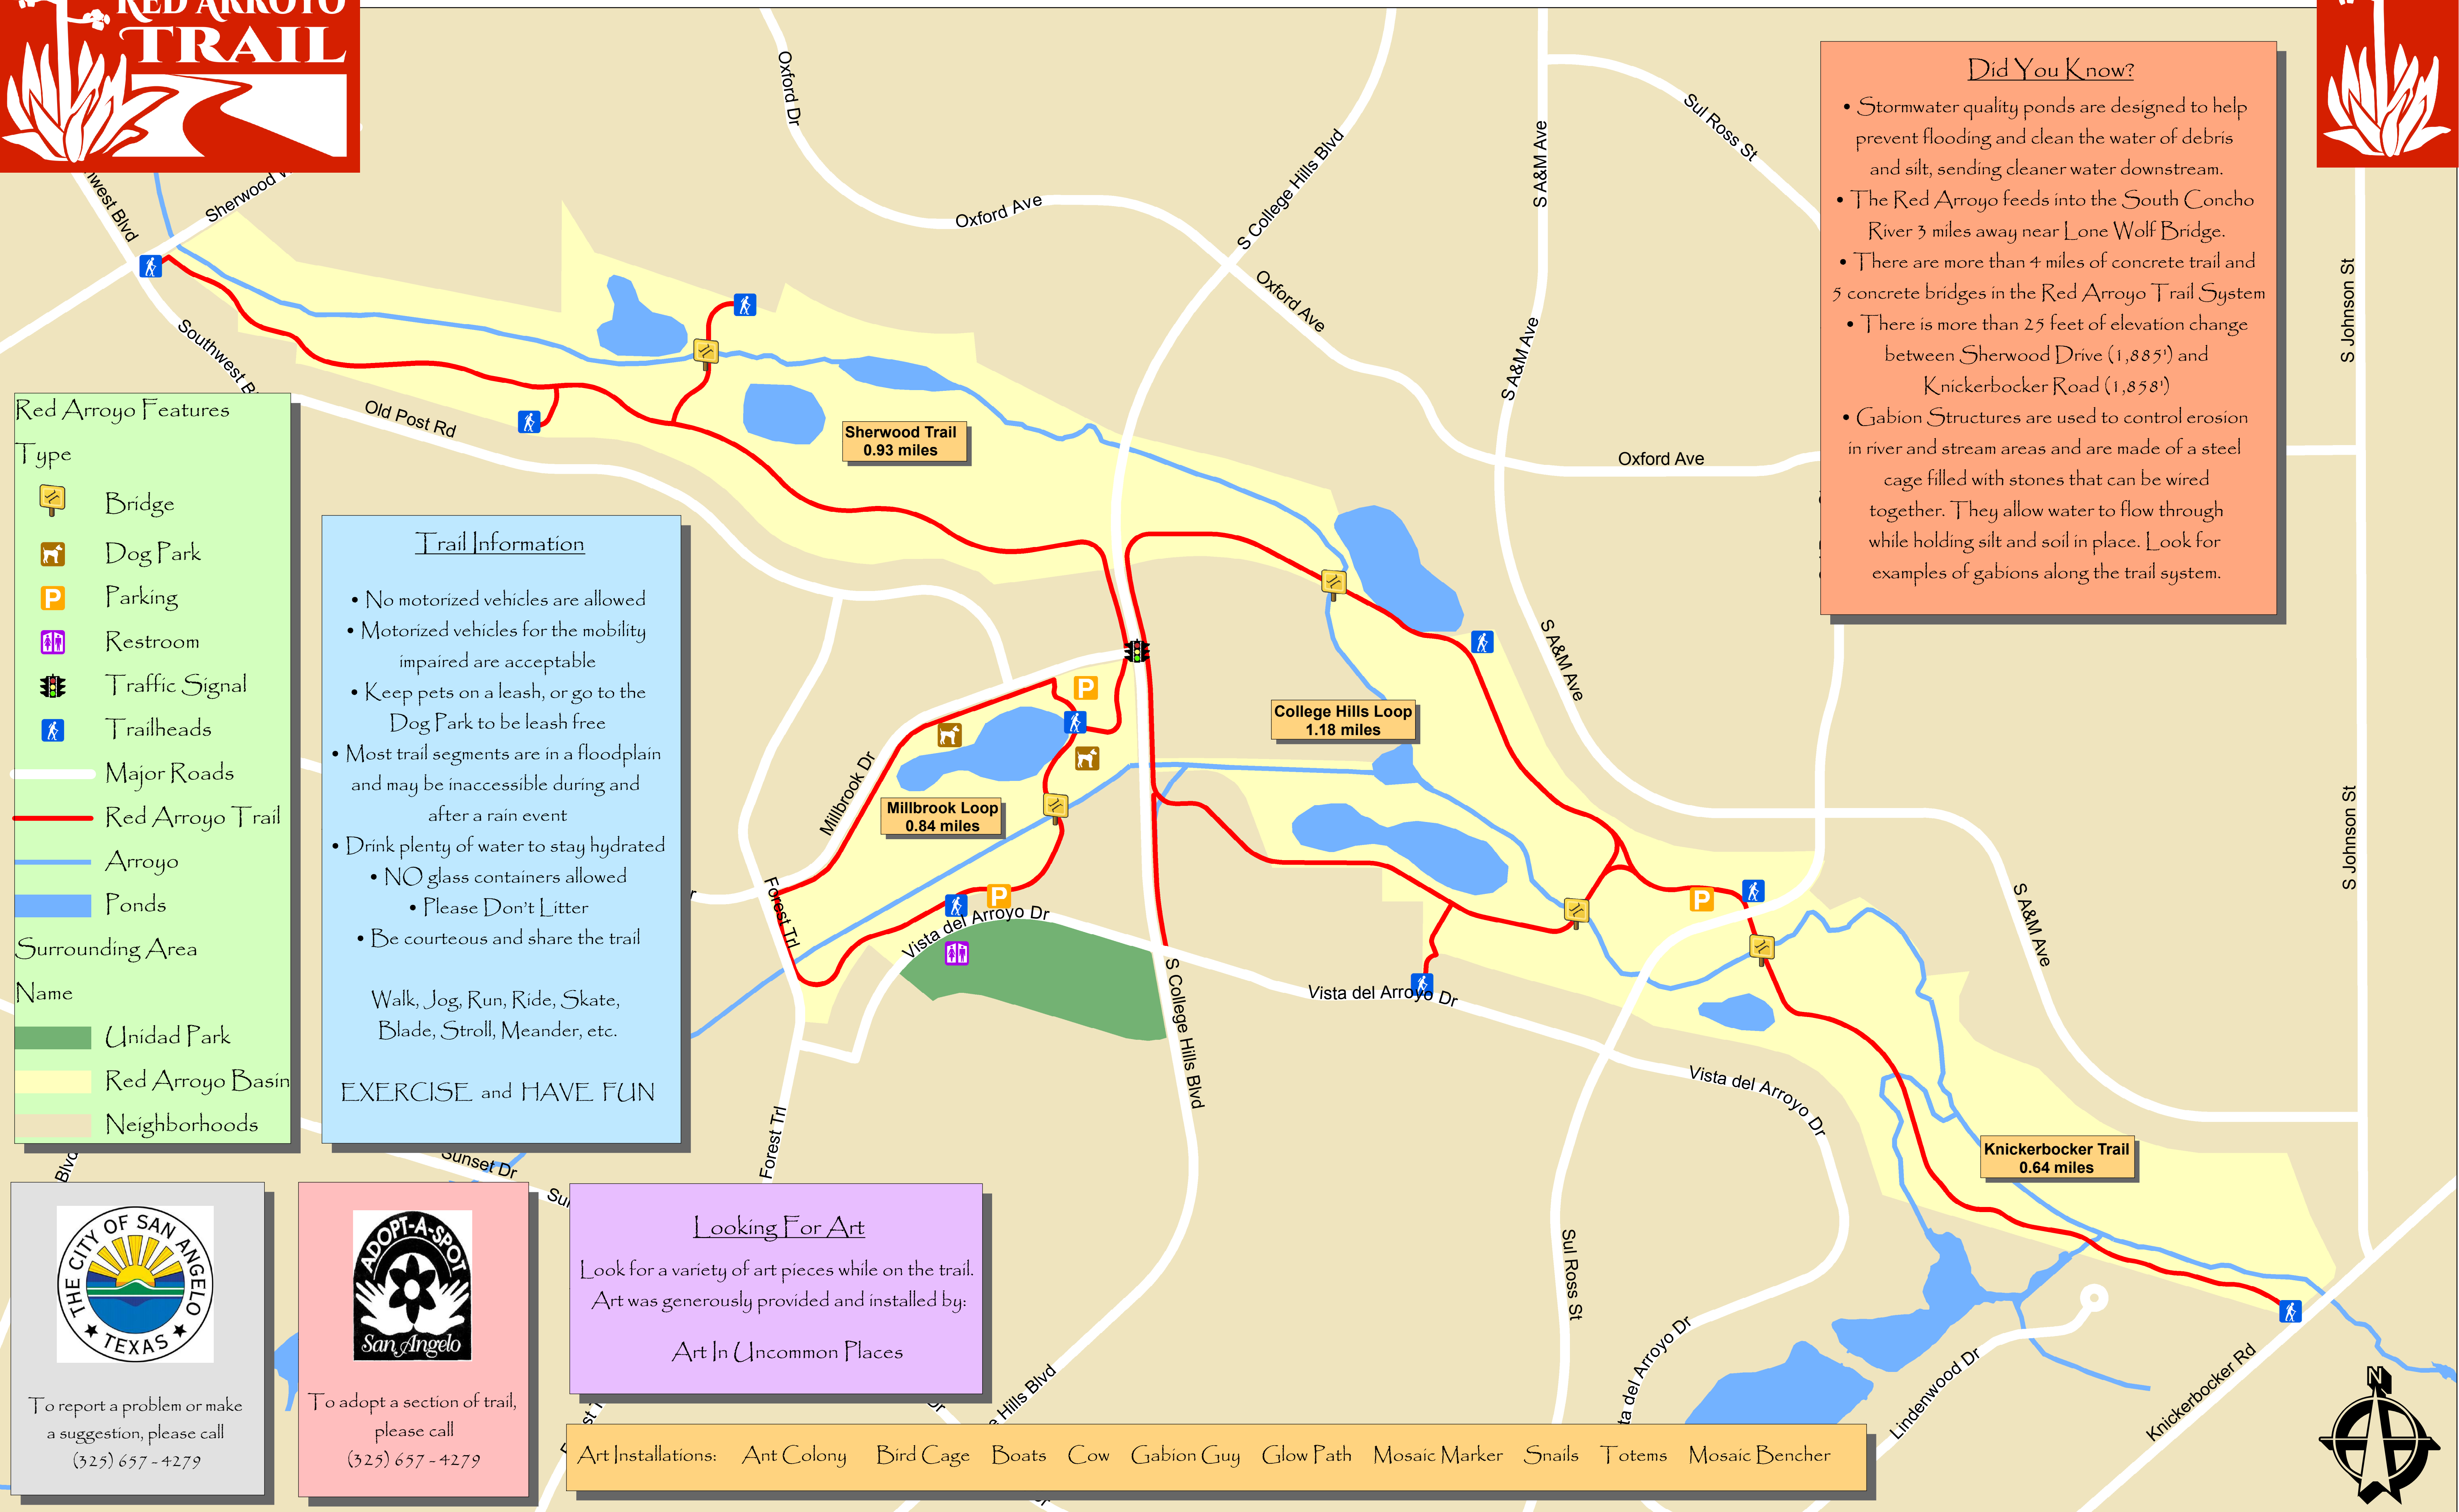 RED ARROYO
TRAIL
Did You Know?
• Stormwater quality ponds are designed to help
prevent flooding and clean the water of debris
and silt, sending cleaner water downstream.
• The Red Arroyo feeds into the South Concho
River 3 miles away near Lone Wolf Bridge.
• There are more than 4 miles of concrete trail and
5 concrete bridges in the Red Arroyo Trail System
• There is more than 25 feet of elevation change
between Sherwood Drive (1,885') and
Knickerbocker Road (1,858')
• Gabion Structures are used to control erosion
in river and stream areas and are made of a steel
cage filled with stones that can be wired
together. They allow water to flow through
while holding silt and soil in place. Look for
examples of gabions along the trail system.
Oxford Dr
Oxford Ave
S College Hills Blvd
Oxford Ave
S A&M Ave
S A&M Ave
Sul Ross St
Oxford Ave
S Johnson St
Sherwood
Southwest
Old Post Rd
Sherwood Trail
0.93 miles
Red Arroyo Features
Type
Bridge
Dog Park
P
Parking
Restroom
Traffic Signal
Trailheads
Major Roads
Red Arroyo Trail
Arroyo
Ponds
Surrounding Area
Name
Unidad Park
Red Arroyo Basin
Neighborhoods
Trail Information
• No motorized vehicles are allowed
• Motorized vehicles for the mobility
impaired are acceptable
• Keep pets on a leash, or go to the
Dog Park to be leash free
• Most trail segments are in a floodplain
and may be inaccessible during and
after a rain event
• Drink plenty of water to stay hydrated
• NO glass containers allowed
• Please Don't Litter
• Be courteous and share the trail
Walk, Jog, Run, Ride, Skate,
Blade, Stroll, Meander, etc.
EXERCISE and HAVE FUN
P
Millbrook Dr
Millbrook Loop
0.84 miles
Forest Trl
P
Vista del Arroyo Dr
College Hills Loop
1.18 miles
S A&M Ave
P
S A&M Ave
S Johnson St
S College Hills Blvd
Vista del Arroyo Dr
Vista del Arroyo Dr
Forest Trl
Knickerbocker Trail
0.64 miles
Sunset Dr
Blvd
Sul Ross St
del Arroyo Dr
Lindenwood Dr
Knickerbocker Rd
Hills Blvd
THE CITY OF SAN ANGELO
TEXAS
To report a problem or make
a suggestion, please call
(325) 657 - 4279
ADOPT-A-SPOT
San Angelo
To adopt a section of trail,
please call
(325) 657 - 4279
Looking For Art
Look for a variety of art pieces while on the trail.
Art was generously provided and installed by:
Art In Uncommon Places
Art Installations: Ant Colony Bird Cage Boats Cow Gabion Guy Glow Path Mosaic Marker Snails Totems Mosaic Bencher
N